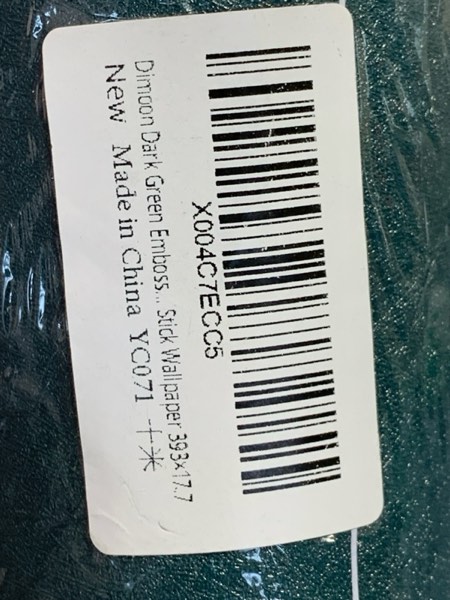 X004C7ECC5
Dimoon Dark Green Emboss... Stick Wallpaper 393x17.7
New Made in China YC071 十米